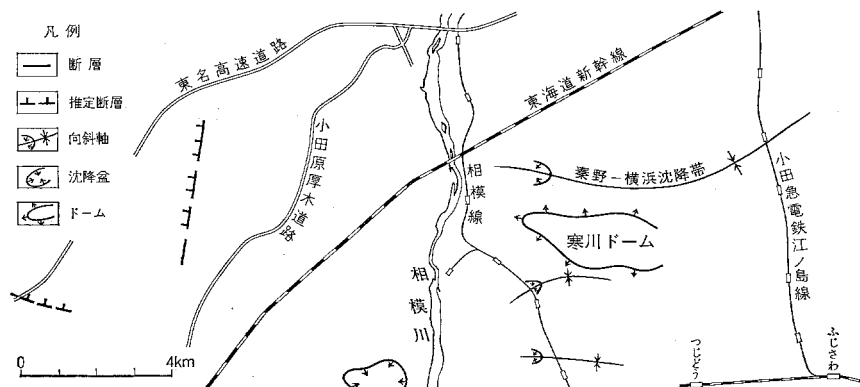 凡例
断層
推定断層
向斜軸
沈降盆
ドーム
東名高速道路
小田原厚木道路
東海道新幹線
相模線
秦野ー横浜沈降帯
寒川ドーム
小田急電鉄江ノ島線
相模川
つじどう
ふじさわ
0
4km